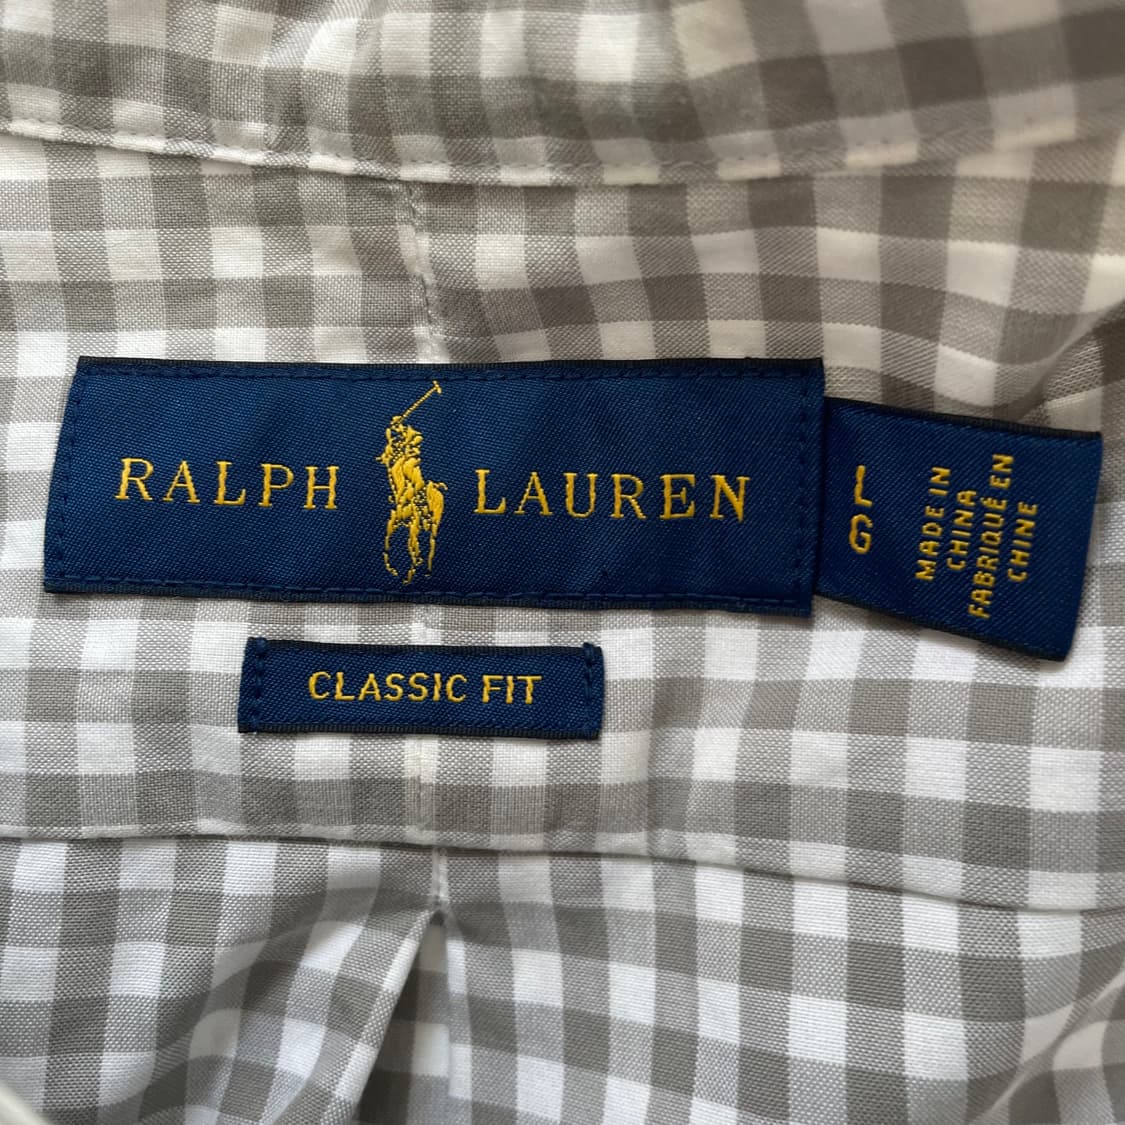 RALPH LAUREN
CLASSIC FIT
L
G
MADE IN
CHINA
FABRIQUÉ EN
CHINE